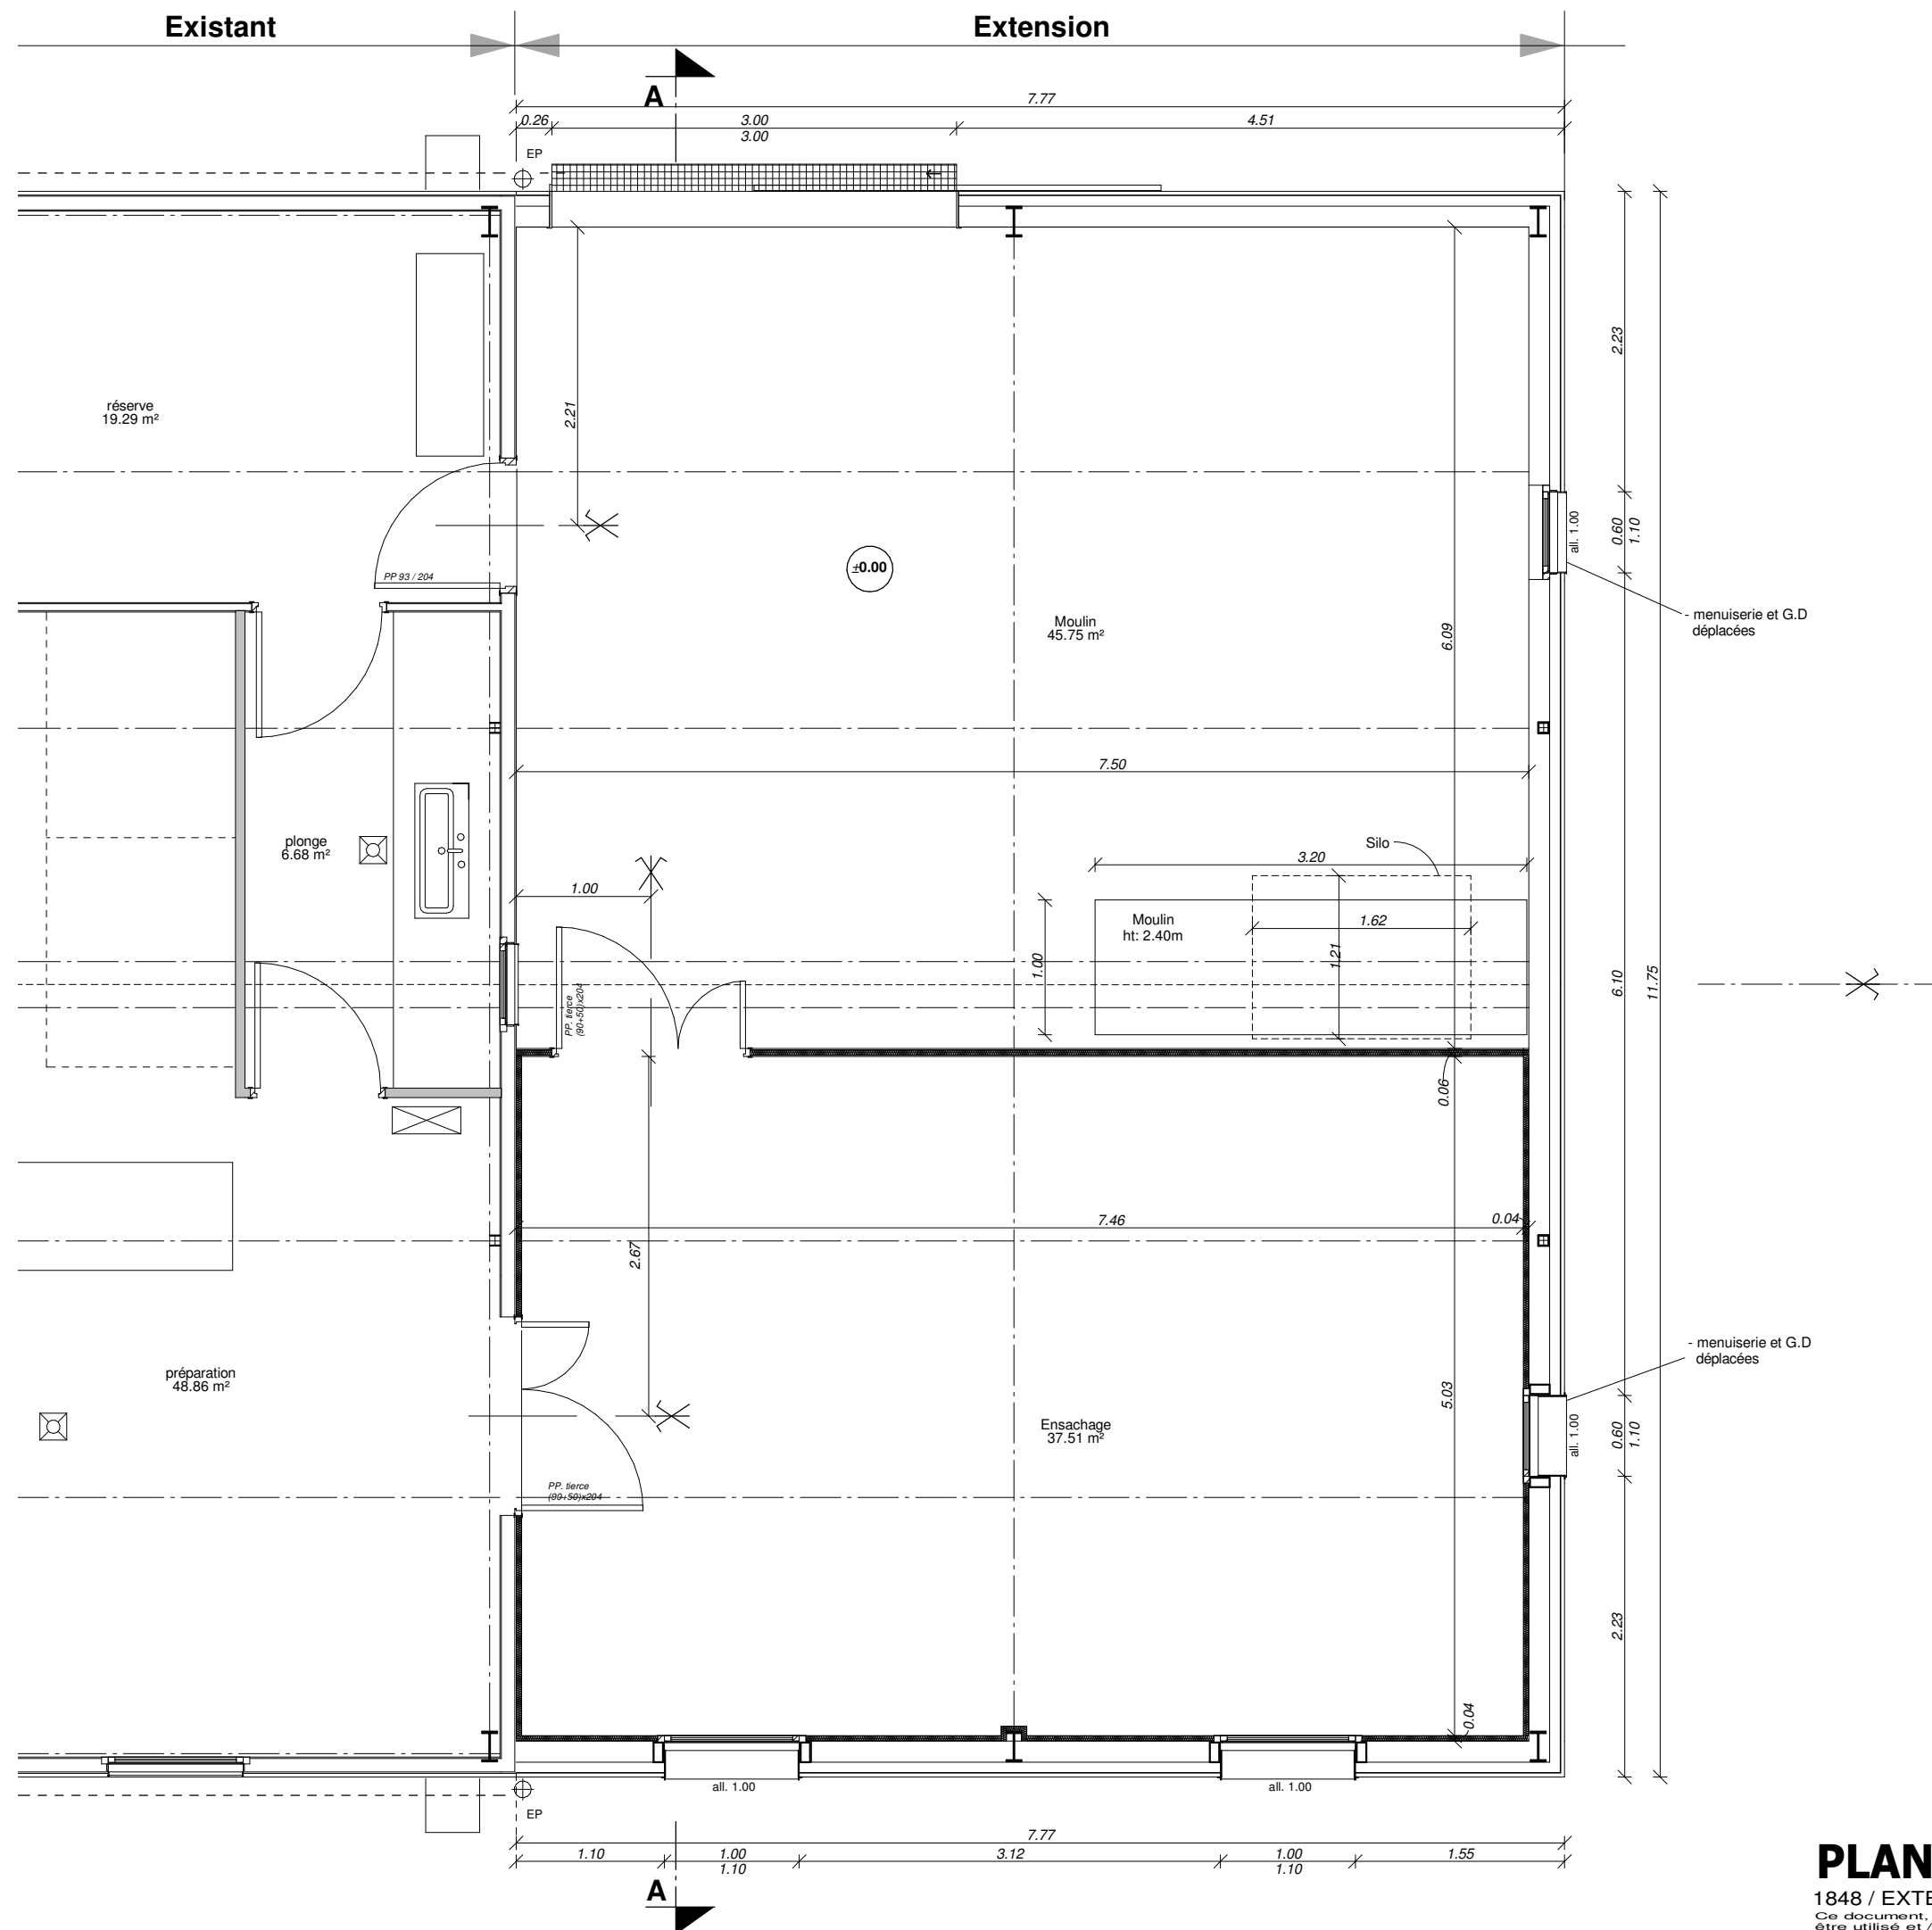 Existant
Extension
A
7.77
0.26
3.00
3.00
4.51
EP
2.23
2.21
réserve
19.29 m²
PP 93 / 204
±0.00
Moulin
45.75 m²
6.09
all. 1.00
0.60
1.10
- menuiserie et G.D
déplacées
7.50
plonge
6.68 m²
Silo
3.20
1.00
Moulin
ht: 2.40m
1.62
1.21
1.00
6.10
11.75
PP. tierce
(90+50)x204
0.06
7.46
0.04
2.67
préparation
48.86 m²
- menuiserie et G.D
déplacées
5.03
Ensachage
37.51 m²
all. 1.00
0.60
1.10
PP. tierce
(90+50)x204
2.23
0.04
all. 1.00
all. 1.00
EP
7.77
1.10
1.00
1.10
3.12
1.00
1.10
1.55
A
PLAN
1848 / EXTE
Ce document,
être utilisé et /